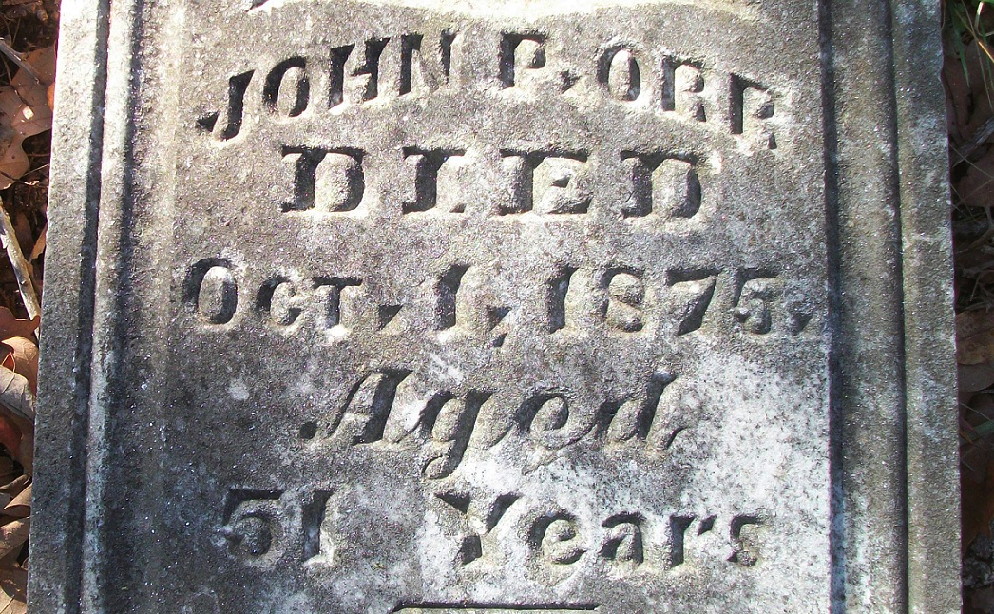 JOHN P. ORR
DIED
OCT. 1, 1875.
Aged
51 Years